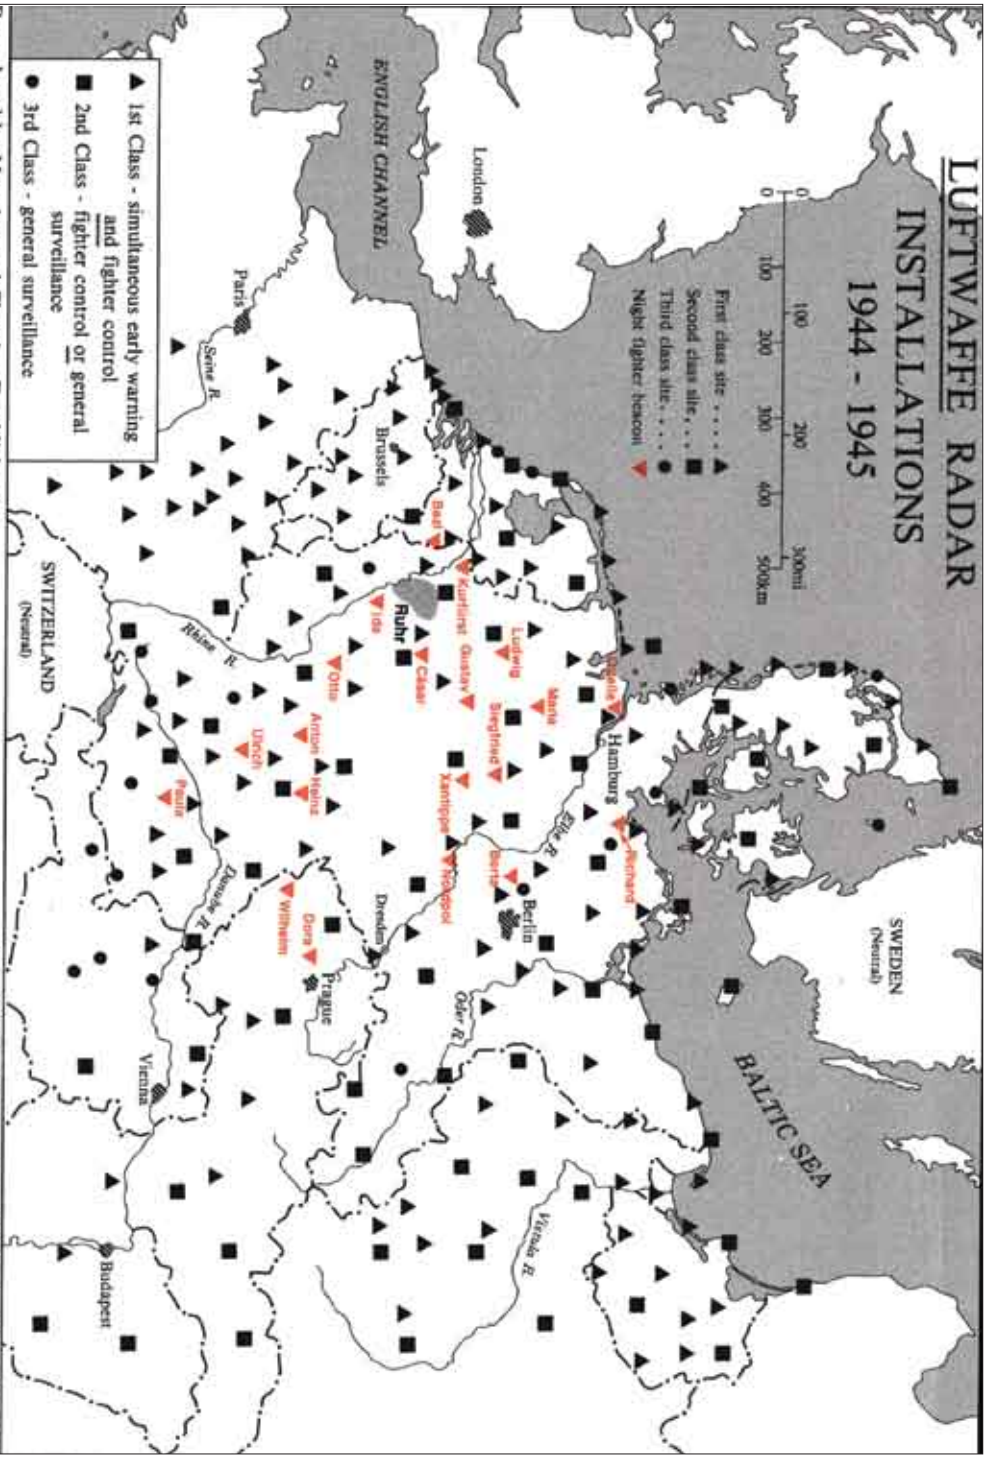 LUFTWAFFE RADAR
INSTALLATIONS
1944 - 1945
0 100 200 300mi
0 100 200 300 400 500km
First class site . . . .
Second class site. . .
Third class site. . . .
Night fighter beacon
ENGLISH CHANNEL
London
Paris
Seine R.
Brussels
SWEDEN
(Neutral)
BALTIC SEA
SWITZERLAND
(Neutral)
Rhine R.
Ruhr
Hamburg
Elbe R.
Berlin
Dresden
Oder R.
Prague
Danube R.
Vienna
Budapest
Vistula R.
Bazi
Kurfürst
Ida
Ludwig
Cäsar
Gustav
Otto
Maria
Siegfried
Anton
Ulrich
Heinz
Xantippe
Paula
Richard
Nordpol
Wilhelm
Dora
1st Class - simultaneous early warning
and fighter control
2nd Class - fighter control or general
surveillance
3rd Class - general surveillance